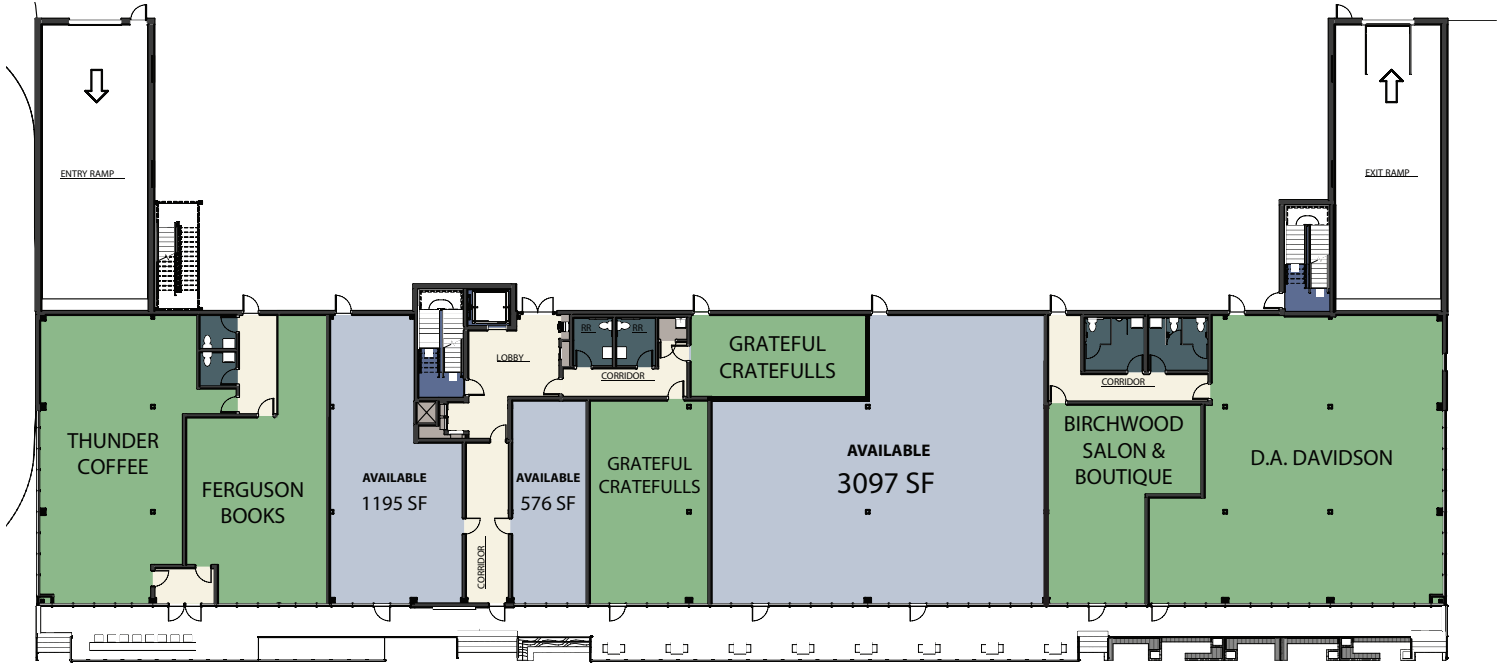 ENTRY RAMP
EXIT RAMP
LOBBY
RR
RR
CORRIDOR
GRATEFUL
CRATEFULLS
CORRIDOR
THUNDER
COFFEE
FERGUSON
BOOKS
AVAILABLE
1195 SF
CORRIDOR
AVAILABLE
576 SF
GRATEFUL
CRATEFULLS
AVAILABLE
3097 SF
BIRCHWOOD
SALON &
BOUTIQUE
D.A. DAVIDSON